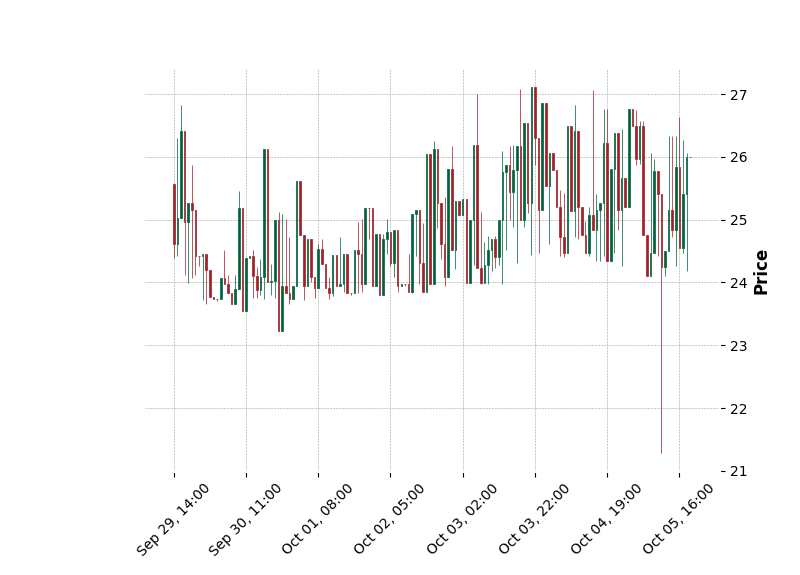 27
26
25
24
23
22
21
Price
Sep 29, 14:00
Sep 30, 11:00
Oct 01, 08:00
Oct 02, 05:00
Oct 03, 02:00
Oct 03, 22:00
Oct 04, 19:00
Oct 05, 16:00